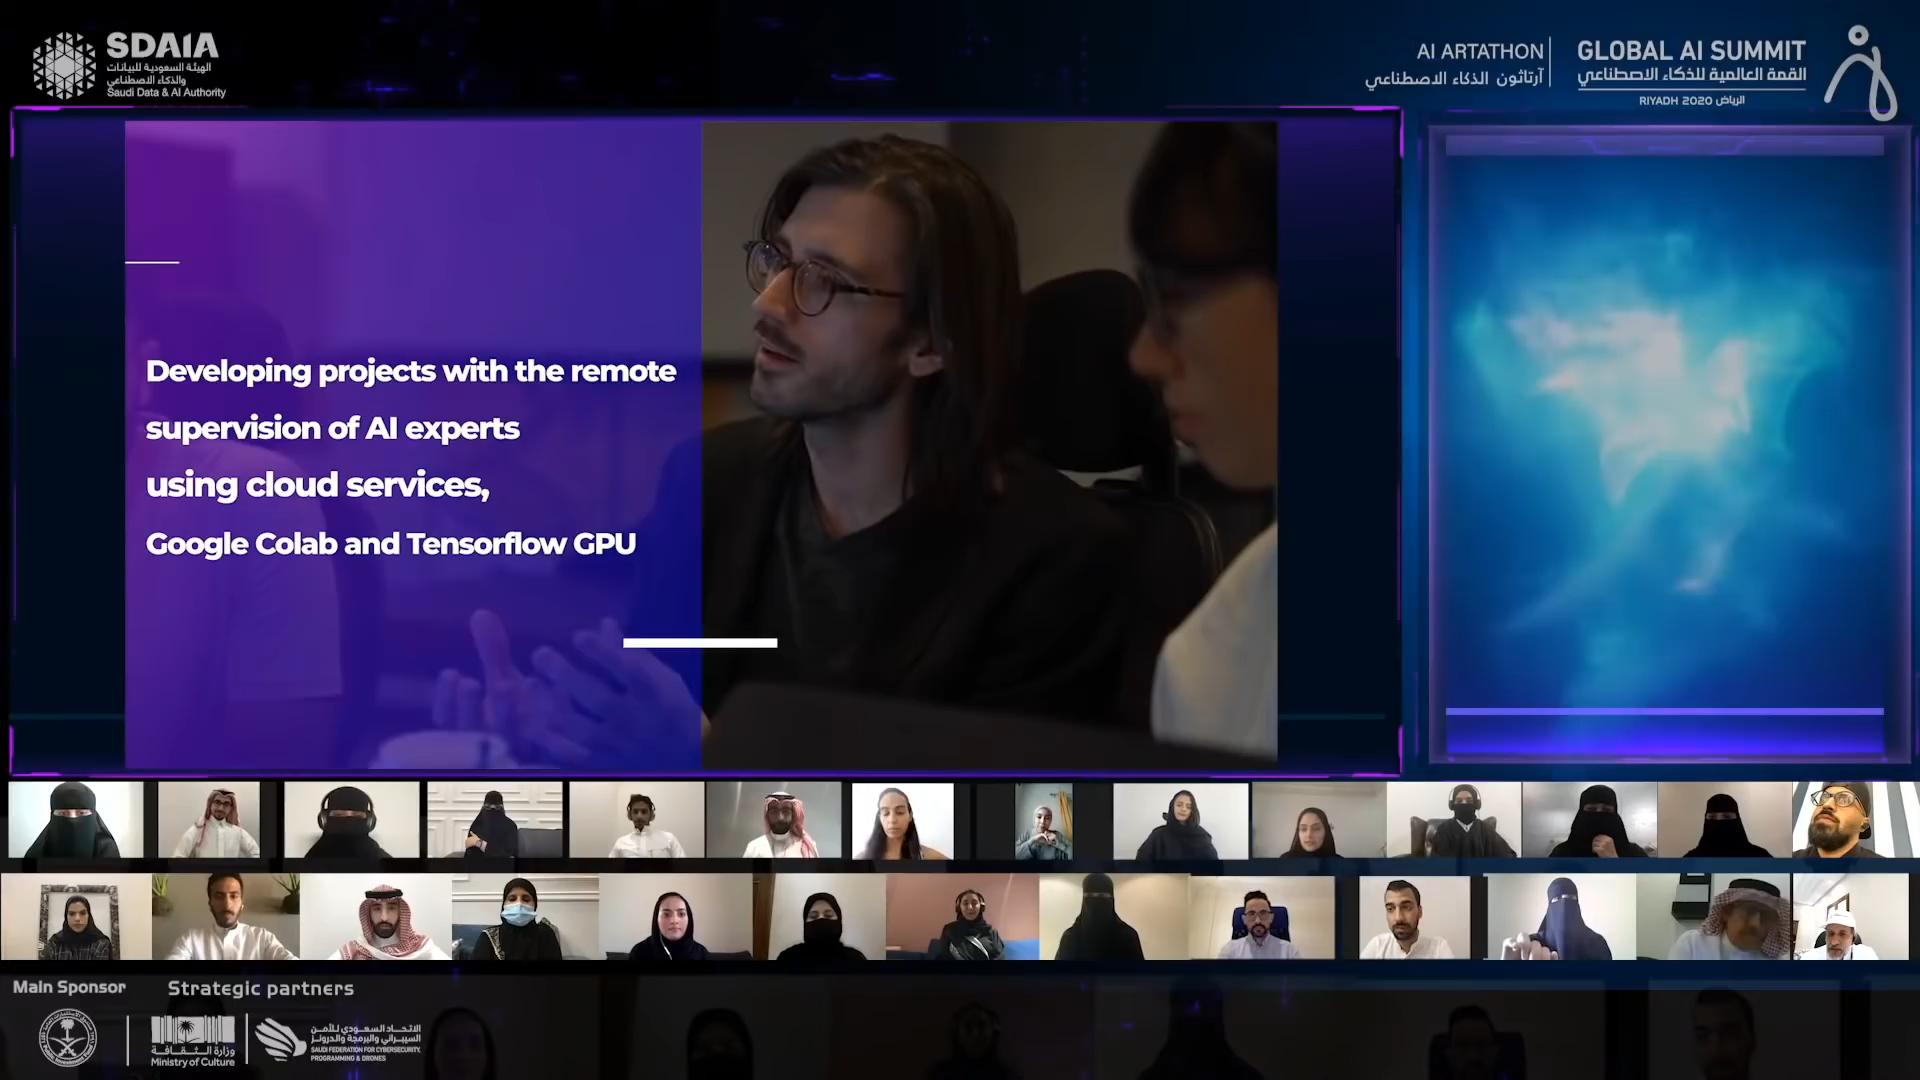 SDAIA
الهيئة السعودية للبيانات
والذكاء الاصطناعي
Saudi Data & AI Authority
AI ARTATHON
آرتاثون الذكاء الاصطناعي
GLOBAL AI SUMMIT
القمة العالمية للذكاء الاصطناعي
RIYADH 2020 الرياض
Developing projects with the remote
supervision of AI experts
using cloud services,
Google Colab and Tensorflow GPU
Main Sponsor
Strategic partners
وزارة الثقافة
Ministry of Culture
الاتحاد السعودي للأمن
السيبراني والبرمجة والدرونز
SAUDI FEDERATION FOR CYBERSECURITY,
PROGRAMMING & DRONES